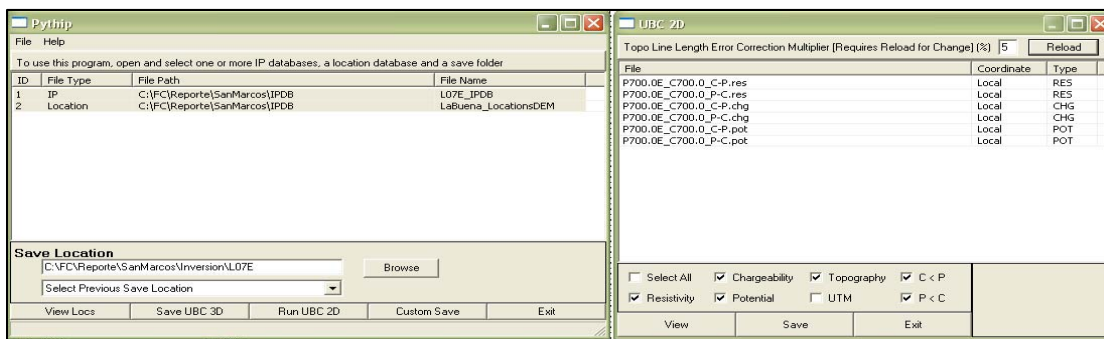 Pythip
File Help
To use this program, open and select one or more IP databases, a location database and a save folder
ID File Type File Path File Name
1 IP C:\FC\Reporte\SanMarcos\IPDB L07E_IPDB
2 Location C:\FC\Reporte\SanMarcos\IPDB LaBuena_LocationsDEM
Save Location
C:\FC\Reporte\SanMarcos\Inversion\L07E Browse
Select Previous Save Location
View Locs Save UBC 3D Run UBC 2D Custom Save Exit
UBC 2D
Topo Line Length Error Correction Multiplier [Requires Reload for Change] (%) 5 Reload
File Coordinate Type
P700.0E_C700.0_C-P.res Local RES
P700.0E_C700.0_P-C.res Local RES
P700.0E_C700.0_C-P.chg Local CHG
P700.0E_C700.0_P-C.chg Local CHG
P700.0E_C700.0_C-P.pot Local POT
P700.0E_C700.0_P-C.pot Local POT
Select All Chargeability Topography C < P
Resistivity Potential UTM P < C
View Save Exit